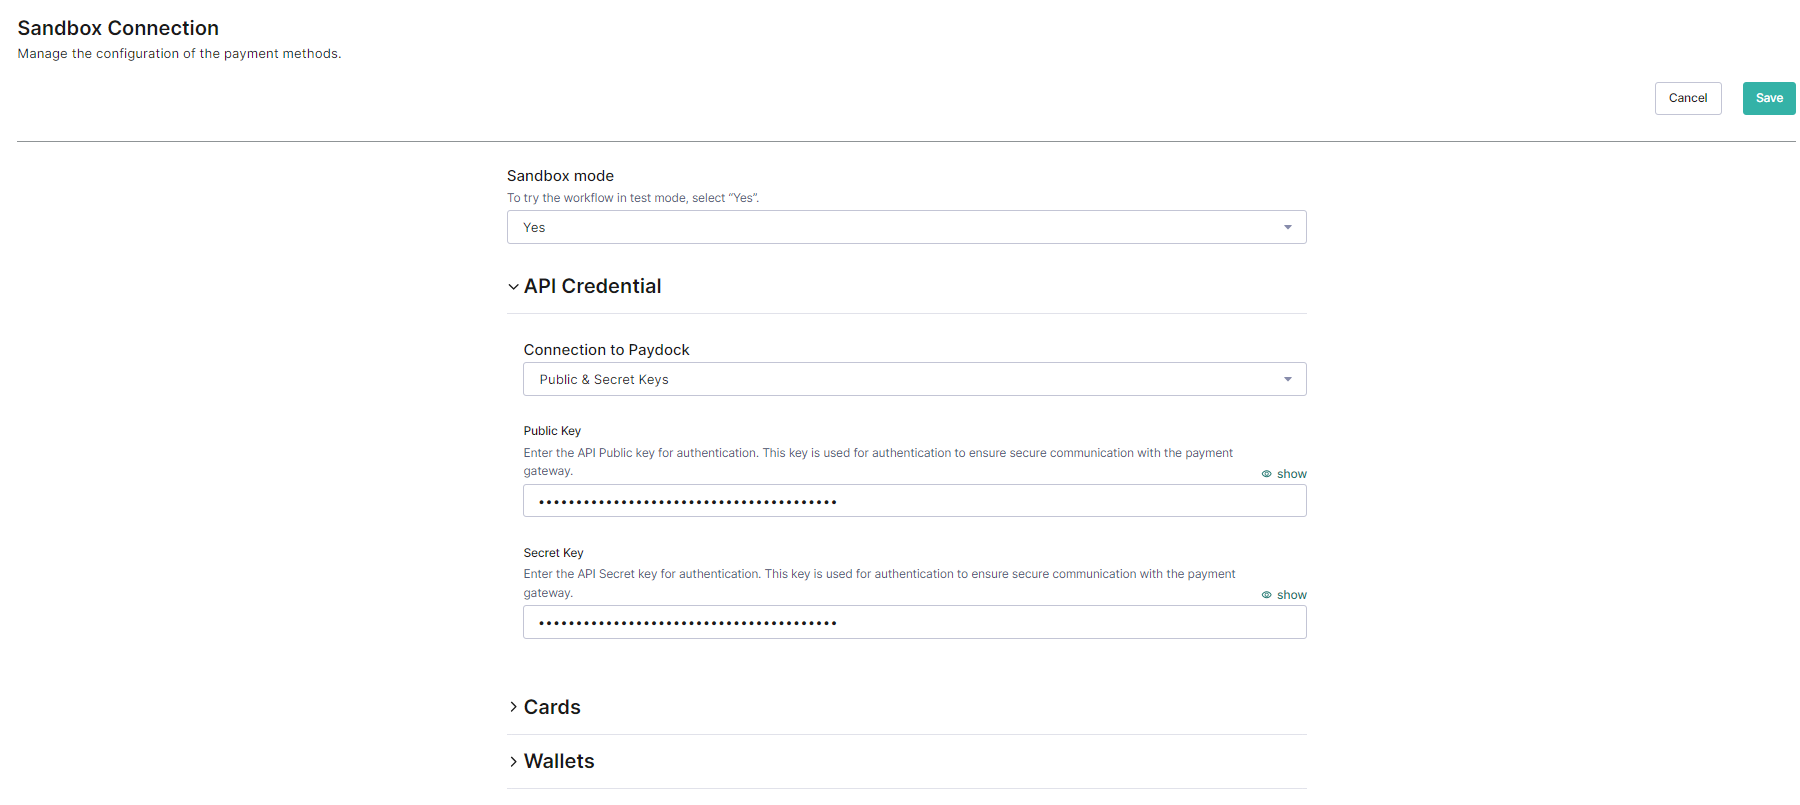 Sandbox Connection
Manage the configuration of the payment methods.
Cancel
Save
Sandbox mode
To try the workflow in test mode, select “Yes”.
Yes
API Credential
Connection to Paydock
Public & Secret Keys
Public Key
Enter the API Public key for authentication. This key is used for authentication to ensure secure communication with the payment
gateway.
show
••••••••••••••••••••••••••••••••••••••••
Secret Key
Enter the API Secret key for authentication. This key is used for authentication to ensure secure communication with the payment
gateway.
show
••••••••••••••••••••••••••••••••••••••••
Cards
Wallets